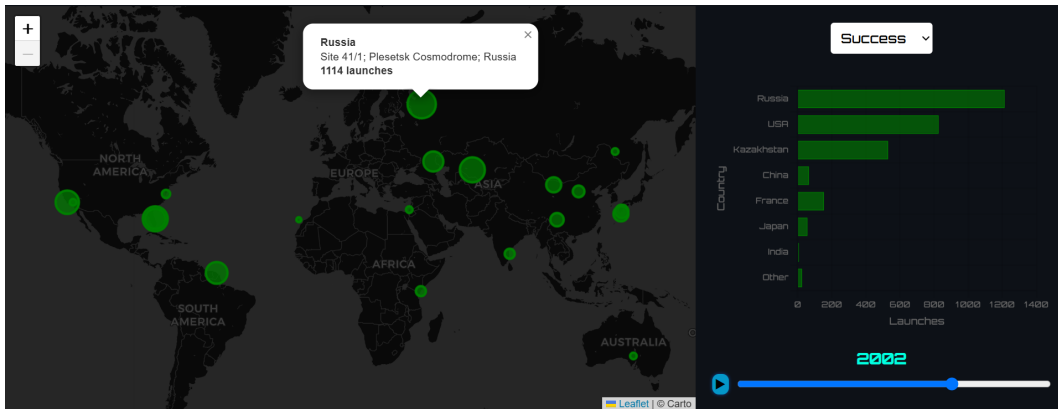 +
−
Russia
Site 41/1; Plesetsk Cosmodrome; Russia
1114 launches
×
NORTH
AMERICA
EUROPE
ASIA
AFRICA
SOUTH
AMERICA
AUSTRALIA
Leaflet | © Carto
Success
Country
Russia
USA
Kazakhstan
China
France
Japan
India
Other
0 200 400 600 800 1000 1200 1400
Launches
2002